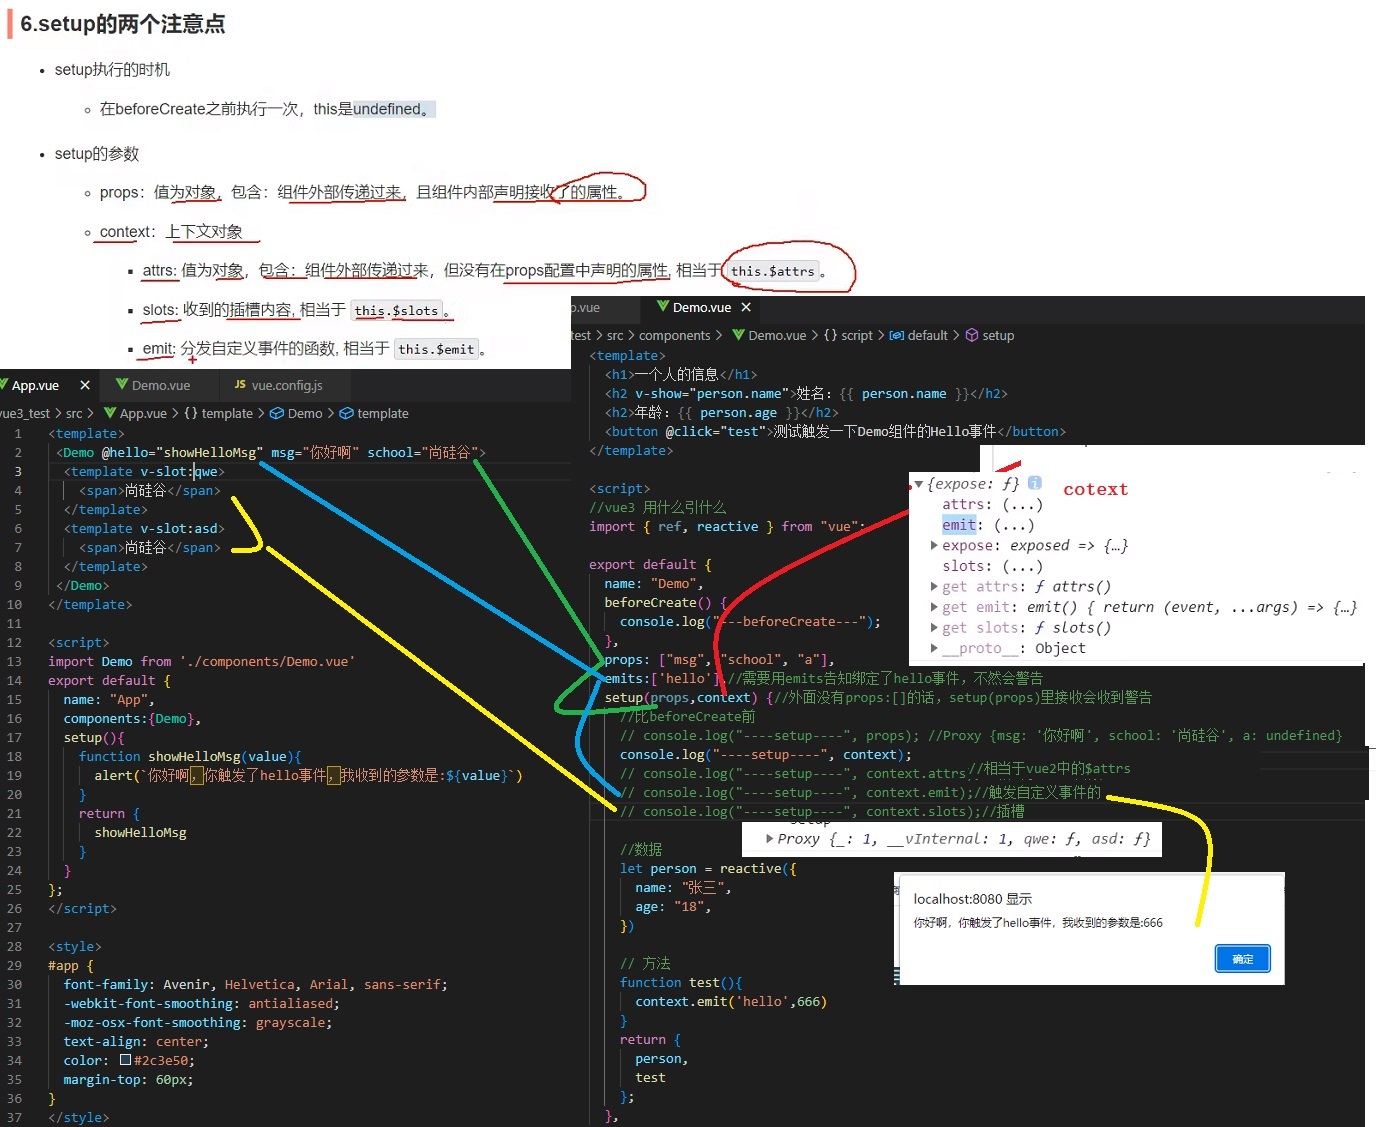 6.setup的两个注意点
setup执行的时机
在beforeCreate之前执行一次，this是undefined。
setup的参数
props：值为对象，包含：组件外部传递过来，且组件内部声明接收了的属性。
context：上下文对象
attrs: 值为对象，包含：组件外部传递过来，但没有在props配置中声明的属性, 相当于 this.$attrs 。
slots: 收到的插槽内容, 相当于 this.$slots 。
emit: 分发自定义事件的函数, 相当于 this.$emit 。
App.vue × Demo.vue JS vue.config.js
vue3_test > src > App.vue > {} template > Demo > template
1 <template>
2 <Demo @hello="showHelloMsg" msg="你好啊" school="尚硅谷">
3 <template v-slot:qwe>
4 <span>尚硅谷</span>
5 </template>
6 <template v-slot:asd>
7 <span>尚硅谷</span>
8 </template>
9 </Demo>
10 </template>
11
12 <script>
13 import Demo from './components/Demo.vue'
14 export default {
15 name: "App",
16 components:{Demo},
17 setup(){
18 function showHelloMsg(value){
19 alert(`你好啊，你触发了hello事件，我收到的参数是:${value}`)
20 }
21 return {
22 showHelloMsg
23 }
24 }
25 };
26 </script>
27
28 <style>
29 #app {
30 font-family: Avenir, Helvetica, Arial, sans-serif;
31 -webkit-font-smoothing: antialiased;
32 -moz-osx-font-smoothing: grayscale;
33 text-align: center;
34 color: #2c3e50;
35 margin-top: 60px;
36 }
37 </style>
p.vue Demo.vue ×
test > src > components > Demo.vue > {} script > default > setup
<template>
<h1>一个人的信息</h1>
<h2 v-show="person.name">姓名：{{ person.name }}</h2>
<h2>年龄：{{ person.age }}</h2>
<button @click="test">测试触发一下Demo组件的Hello事件</button>
</template>
<script>
//vue3 用什么引什么
import { ref, reactive } from "vue";
export default {
name: "Demo",
beforeCreate() {
console.log("---beforeCreate---");
},
props: ["msg", "school", "a"],
emits:['hello'],//需要用emits告知绑定了hello事件，不然会警告
setup(props,context) {//外面没有props:[]的话，setup(props)里接收会收到警告
//比beforeCreate前
// console.log("----setup----", props); //Proxy {msg: '你好啊', school: '尚硅谷', a: undefined}
console.log("----setup----", context);
// console.log("----setup----", context.attrs//相当于vue2中的$attrs
// console.log("----setup----", context.emit);//触发自定义事件的
// console.log("----setup----", context.slots);//插槽
Proxy {_: 1, __vInternal: 1, qwe: ƒ, asd: ƒ}
//数据
let person = reactive({
name: "张三",
age: "18",
})
// 方法
function test(){
context.emit('hello',666)
}
return {
person,
test
};
},
{expose: ƒ} i cotext
attrs: (...)
emit: (...)
expose: exposed => {…}
slots: (...)
get attrs: ƒ attrs()
get emit: emit() { return (event, ...args) => {…}
get slots: ƒ slots()
__proto__: Object
localhost:8080 显示
你好啊，你触发了hello事件，我收到的参数是:666
确定